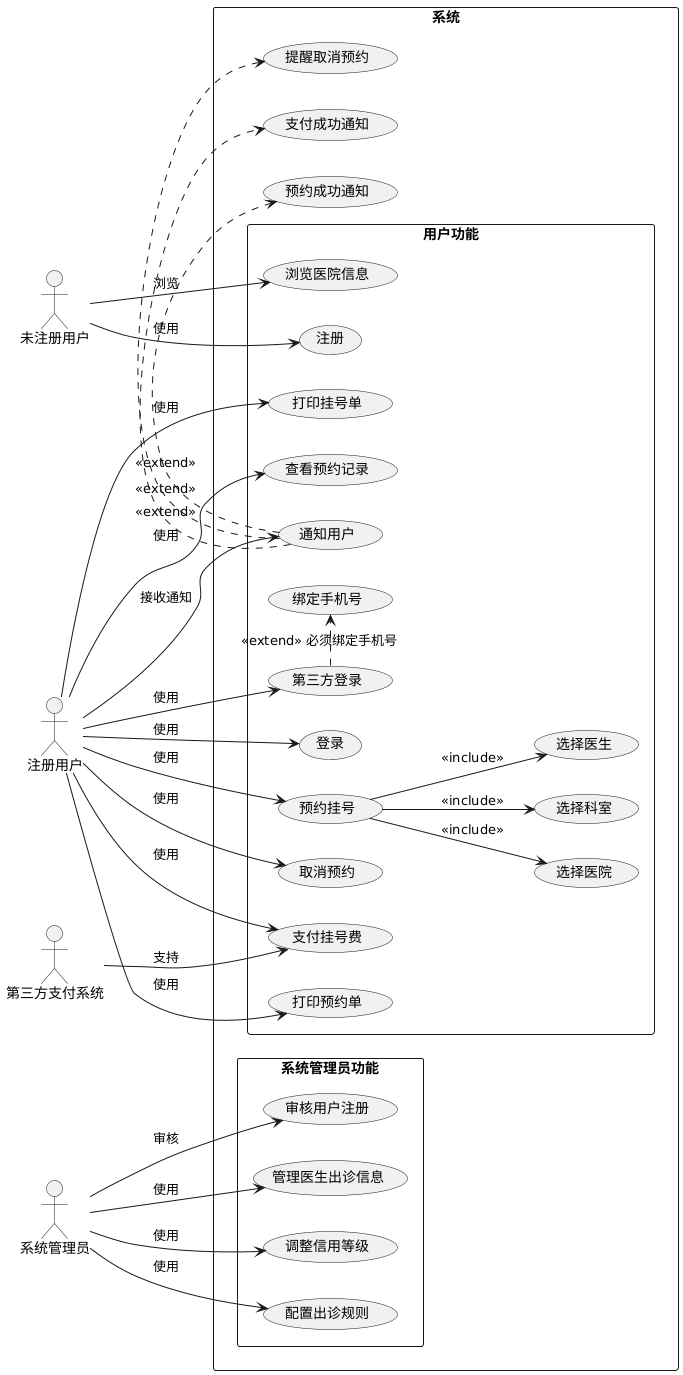 系统
提醒取消预约
支付成功通知
预约成功通知
用户功能
未注册用户
浏览
浏览医院信息
使用
注册
使用
打印挂号单
«extend»
查看预约记录
«extend»
«extend»
使用
通知用户
接收通知
绑定手机号
«extend» 必须绑定手机号
注册用户
使用
第三方登录
使用
登录
使用
预约挂号
«include»
选择医生
«include»
选择科室
«include»
选择医院
使用
取消预约
使用
支付挂号费
第三方支付系统
支持
使用
打印预约单
系统管理员功能
审核用户注册
审核
管理医生出诊信息
使用
系统管理员
使用
调整信用等级
使用
配置出诊规则